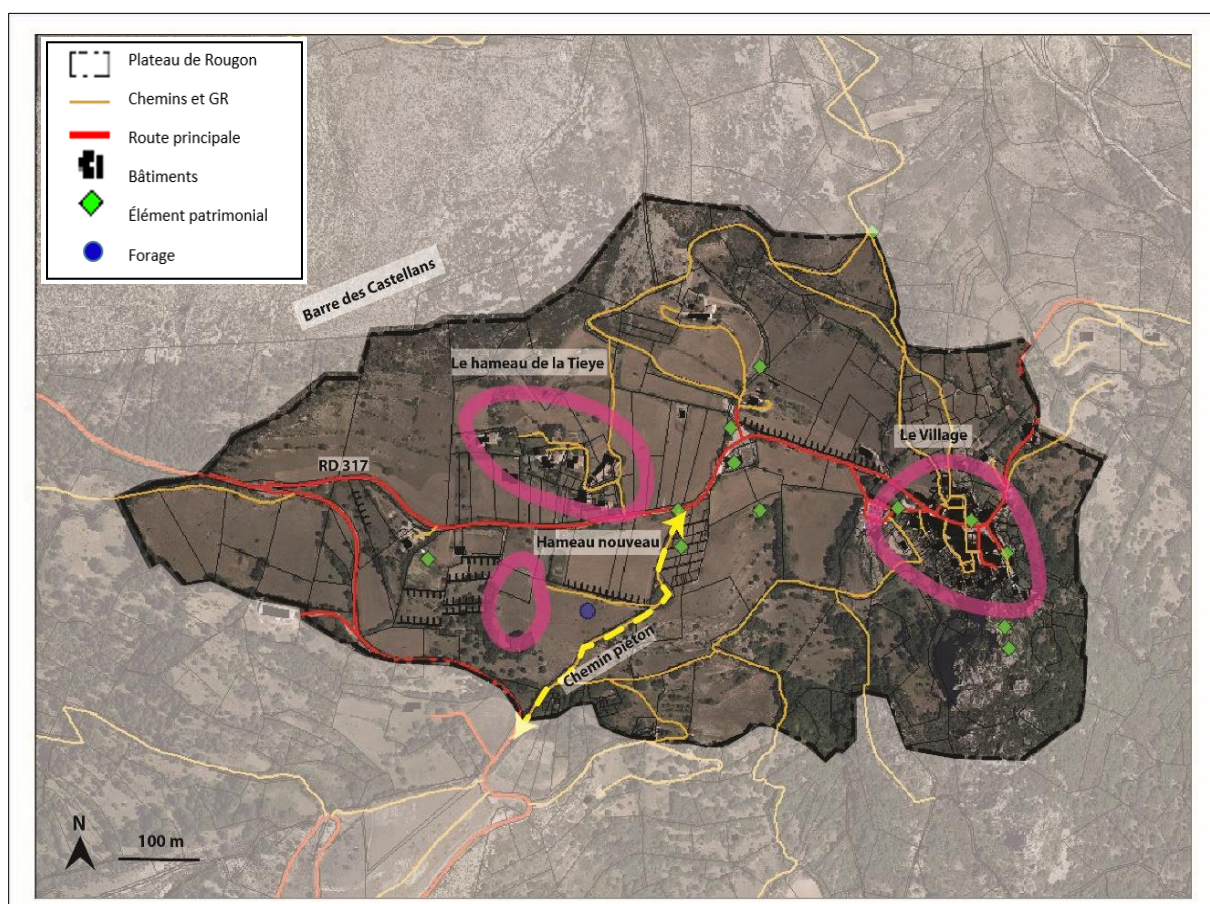 Plateau de Rougon
Chemins et GR
Route principale
Bâtiments
Élément patrimonial
Forage
Barre des Castellans
Le hameau de la Tieye
Le Village
RD 317
Hameau nouveau
Chemin piéton
N
100 m